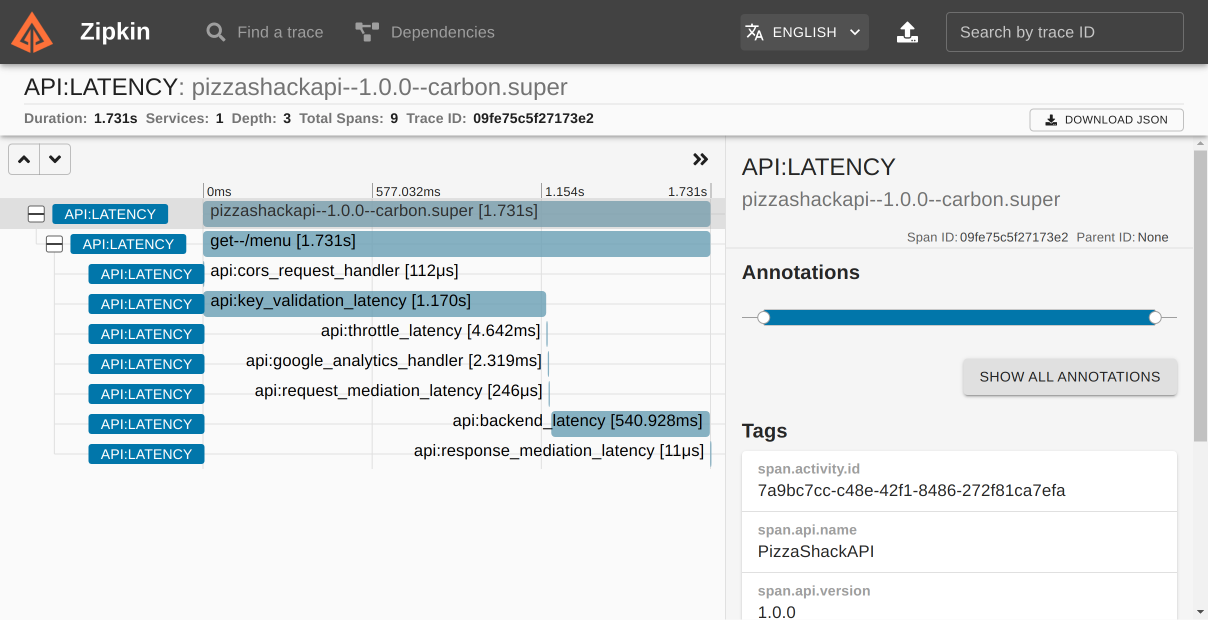 Zipkin
Find a trace
Dependencies
ENGLISH
Search by trace ID
API:LATENCY: pizzashackapi--1.0.0--carbon.super
Duration: 1.731s Services: 1 Depth: 3 Total Spans: 9 Trace ID: 09fe75c5f27173e2
DOWNLOAD JSON
0ms 577.032ms 1.154s 1.731s
API:LATENCY pizzashackapi--1.0.0--carbon.super [1.731s]
API:LATENCY get--/menu [1.731s]
API:LATENCY api:cors_request_handler [112μs]
API:LATENCY api:key_validation_latency [1.170s]
API:LATENCY api:throttle_latency [4.642ms]
API:LATENCY api:google_analytics_handler [2.319ms]
API:LATENCY api:request_mediation_latency [246μs]
API:LATENCY api:backend_latency [540.928ms]
API:LATENCY api:response_mediation_latency [11μs]
API:LATENCY
pizzashackapi--1.0.0--carbon.super
Span ID: 09fe75c5f27173e2 Parent ID: None
Annotations
SHOW ALL ANNOTATIONS
Tags
span.activity.id
7a9bc7cc-c48e-42f1-8486-272f81ca7efa
span.api.name
PizzaShackAPI
span.api.version
1.0.0